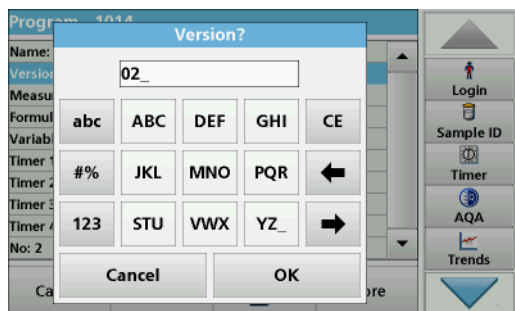 Program 1014
Version?
Name:
02_
Version
Login
Measu
Formul
abc ABC DEF GHI CE
Sample ID
Variabl
Timer 1
#% JKL MNO PQR
Timer
Timer 2
Timer 3
AQA
Timer 4
123 STU VWX YZ_
No: 2
Trends
Cancel OK
Ca ore